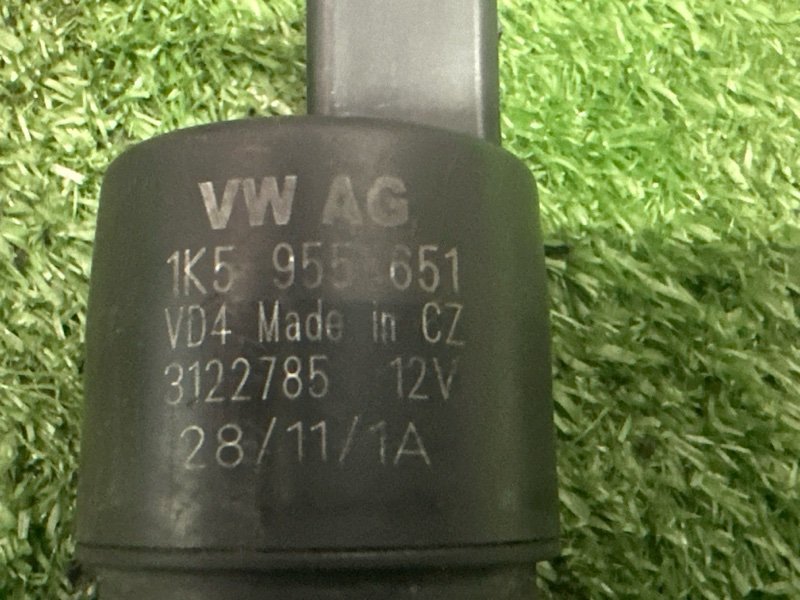 VW AG
1K5 955 651
VD4 Made in CZ
3122785 12V
28/11/1A